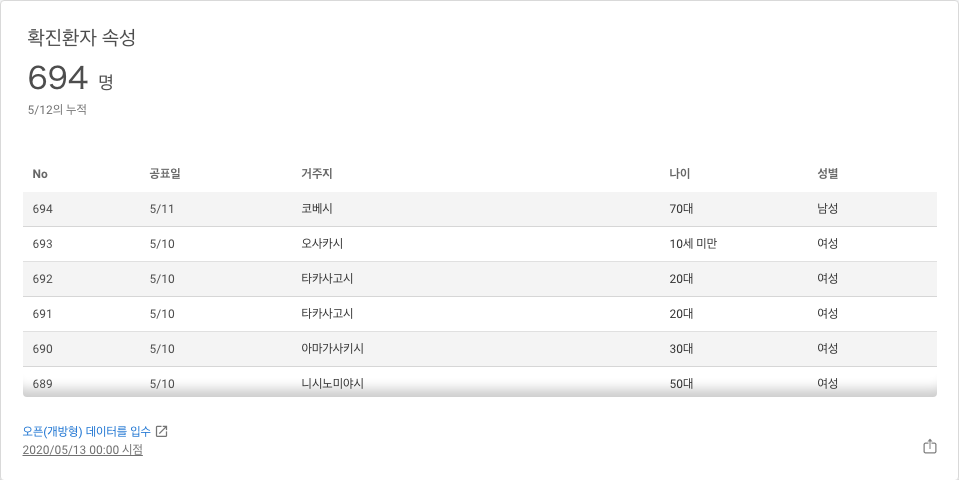 확진환자 속성
694 명
5/12의 누적
No 공표일 거주지 나이 성별
694 5/11 코베시 70대 남성
693 5/10 오사카시 10세 미만 여성
692 5/10 타카사고시 20대 여성
691 5/10 타카사고시 20대 여성
690 5/10 아마가사키시 30대 여성
689 5/10 니시노미야시 50대 여성
오픈(개방형) 데이터를 입수
2020/05/13 00:00 시점